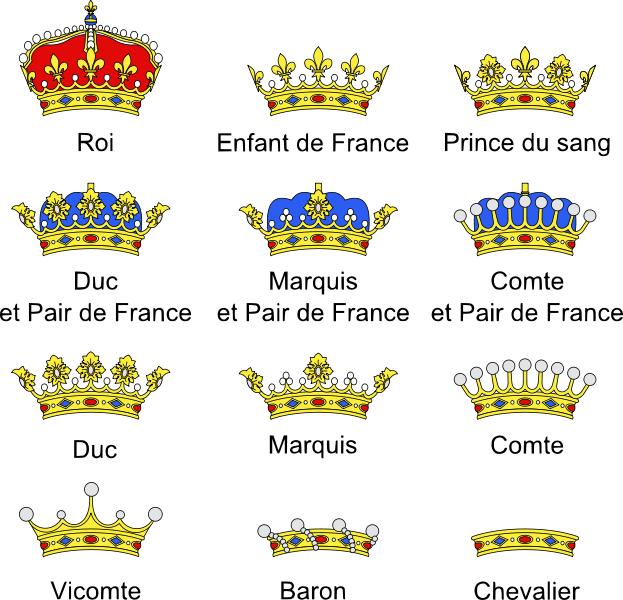 Roi
Enfant de France
Prince du sang
Duc
et Pair de France
Marquis
et Pair de France
Comte
et Pair de France
Duc
Marquis
Comte
Vicomte
Baron
Chevalier